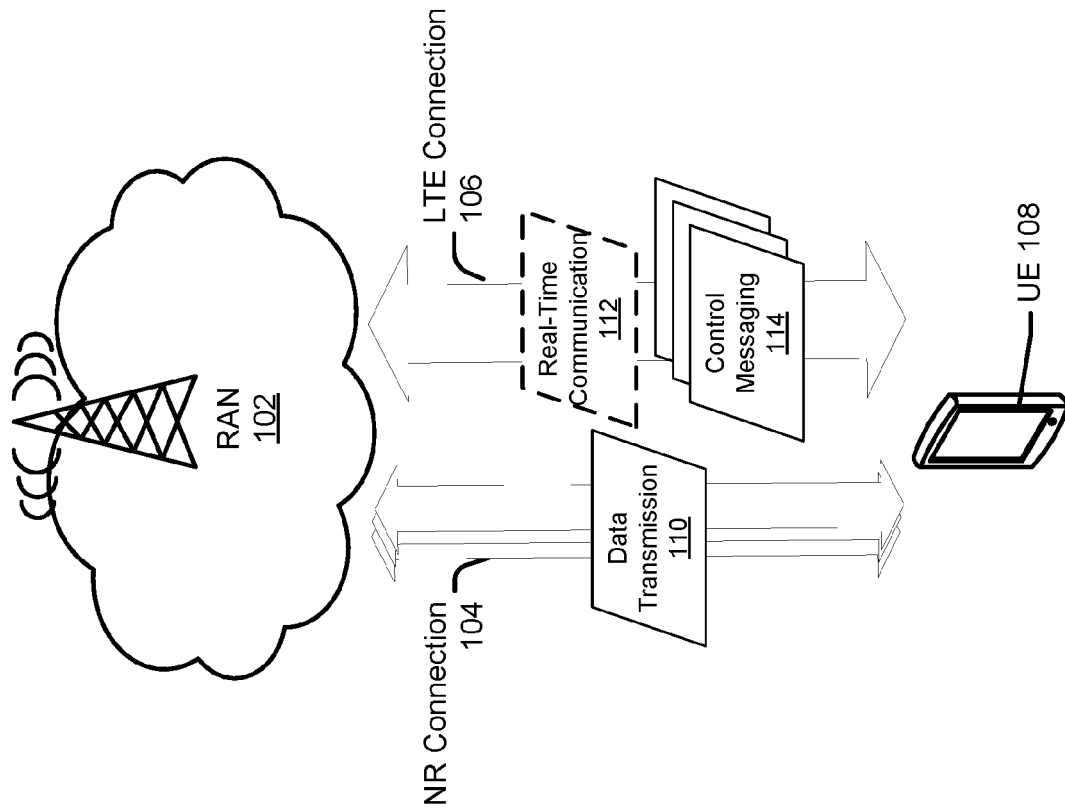 RAN
102
LTE Connection
106
NR Connection
104
Real-Time
Communication
112
Data
Transmission
110
Control
Messaging
114
UE 108